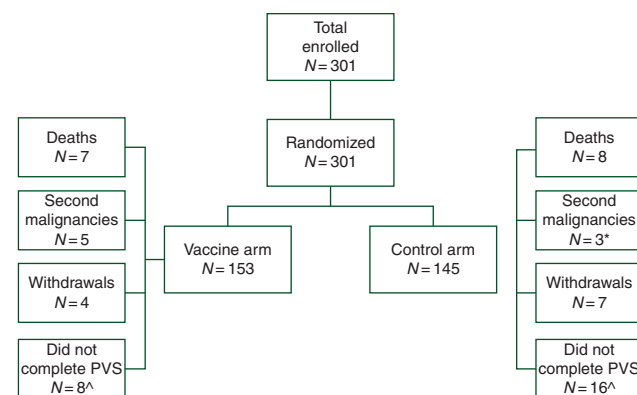 Total
enrolled
N = 301
Randomized
N = 301
Deaths
N = 7
Second
malignancies
N = 5
Withdrawals
N = 4
Did not
complete PVS
N = 8^
Vaccine arm
N = 153
Control arm
N = 145
Deaths
N = 8
Second
malignancies
N = 3*
Withdrawals
N = 7
Did not
complete PVS
N = 16^